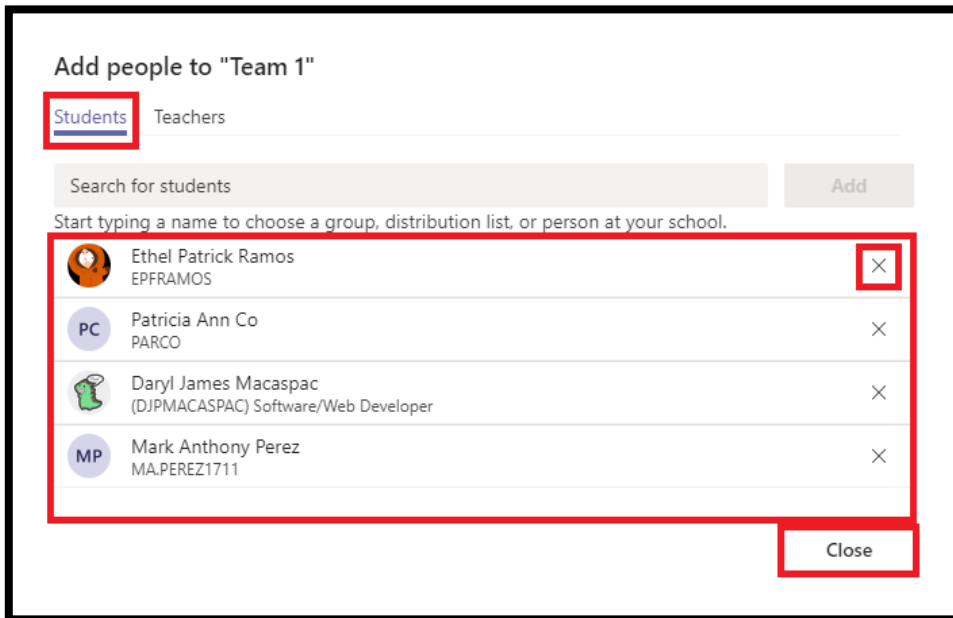 Add people to "Team 1"
Students Teachers
Search for students Add
Start typing a name to choose a group, distribution list, or person at your school.
Ethel Patrick Ramos
EPFRAMOS
PC
Patricia Ann Co
PARCO
Daryl James Macaspac
(DJPMACASPAC) Software/Web Developer
MP
Mark Anthony Perez
MA.PEREZ1711
Close